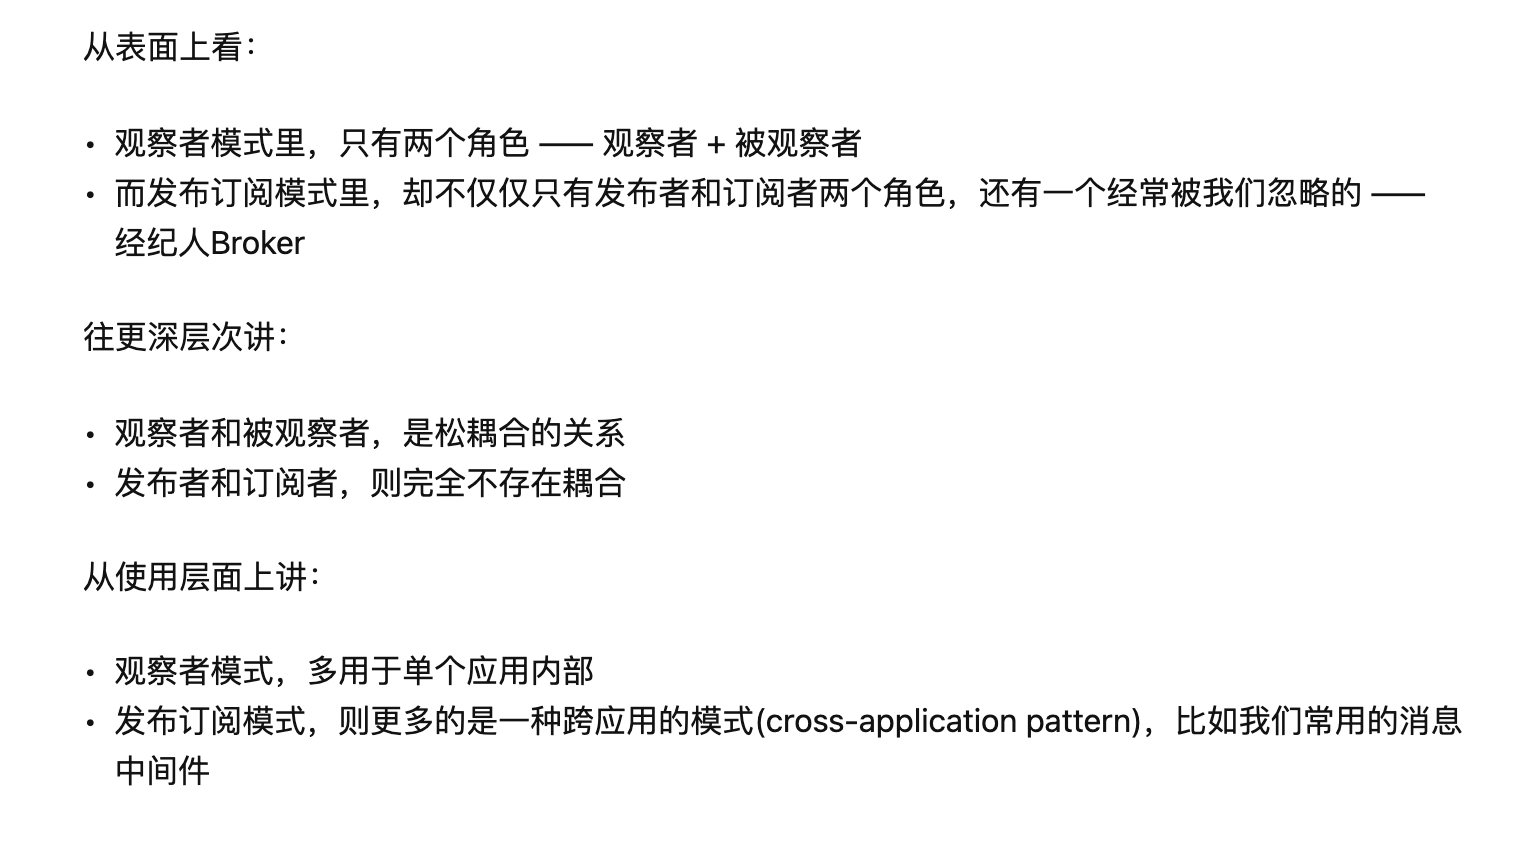 从表面上看：
• 观察者模式里，只有两个角色 —— 观察者 + 被观察者
• 而发布订阅模式里，却不仅仅只有发布者和订阅者两个角色，还有一个经常被我们忽略的 ——
经纪人Broker
往更深层次讲：
• 观察者和被观察者，是松耦合的关系
• 发布者和订阅者，则完全不存在耦合
从使用层面上讲：
• 观察者模式，多用于单个应用内部
• 发布订阅模式，则更多的是一种跨应用的模式(cross-application pattern)，比如我们常用的消息
中间件